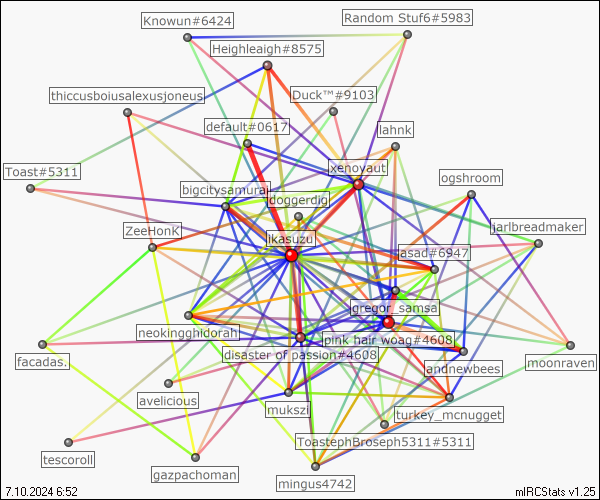 Knowun#6424
Random Stuf6#5983
Heighleaigh#8575
thiccusboiusalexusjoneus
Duck™#9103
default#0617
lahnk
Toast#5311
xenoyaut
ogshroom
bigcitysamurai
doggerdig
ZeeHonK
jarlbreadmaker
lkasuzu
asad#6947
gregor_samsa
neokingghidorah
pink hair woag#4608
disaster of passion#4608
facadas.
andnewbees
moonraven
avelicious
mukszi
turkey_mcnugget
ToastephBroseph5311#5311
tescoroll
gazpachoman
mingus4742
7.10.2024 6:52
mIRCStats v1.25